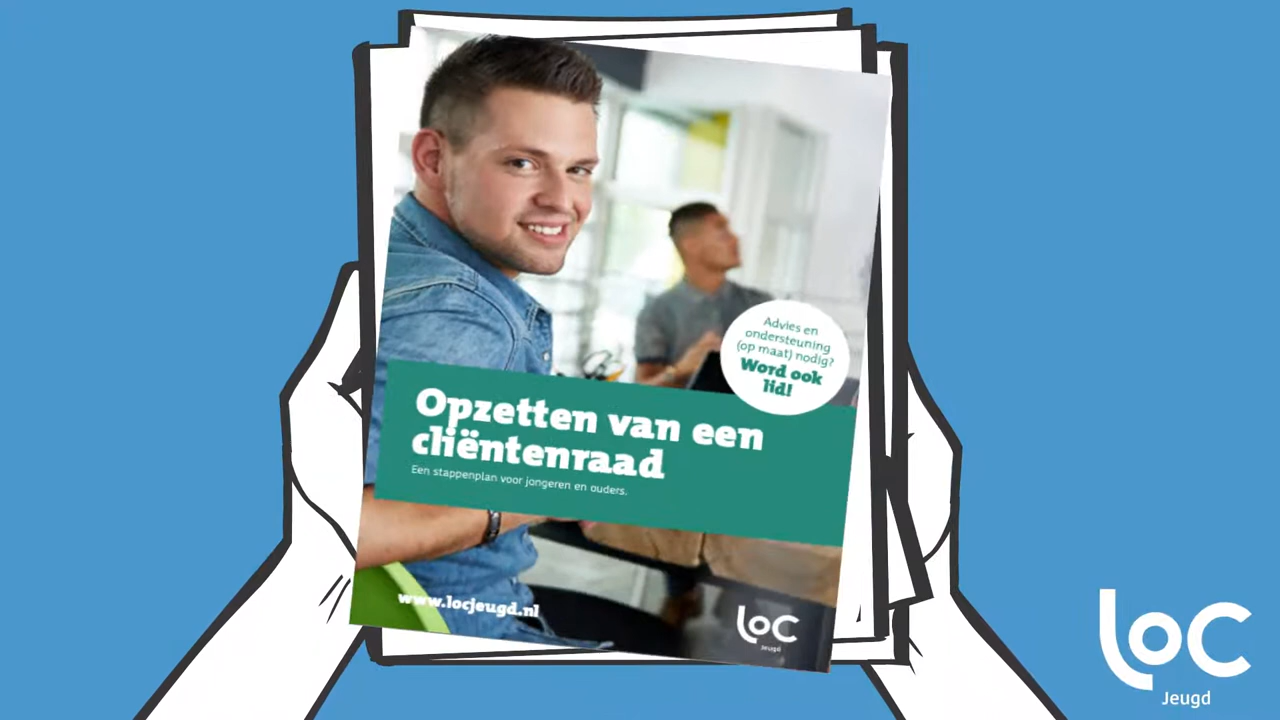 Advies en
ondersteuning
(op maat) nodig?
Word ook
lid!
Opzetten van een
cliëntenraad
Een stappenplan voor jongeren en ouders.
www.locjeugd.nl
LOC
Jeugd
LOC
Jeugd